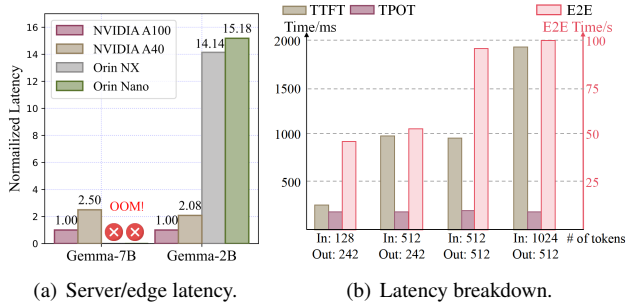 Normailized Latency
16
14
12
10
8
6
4
2
0
NVIDIA A100
NVIDIA A40
Orin NX
Orin Nano
1.00
2.50
OOM!
1.00
2.08
14.14
15.18
Gemma-7B
Gemma-2B
(a) Server/edge latency.
TTFT
TPOT
E2E
Time/ms
E2E Time/s
2000
1500
1000
500
100
75
50
25
In: 128
Out: 242
In: 512
Out: 242
In: 512
Out: 512
In: 1024
Out: 512
# of tokens
(b) Latency breakdown.